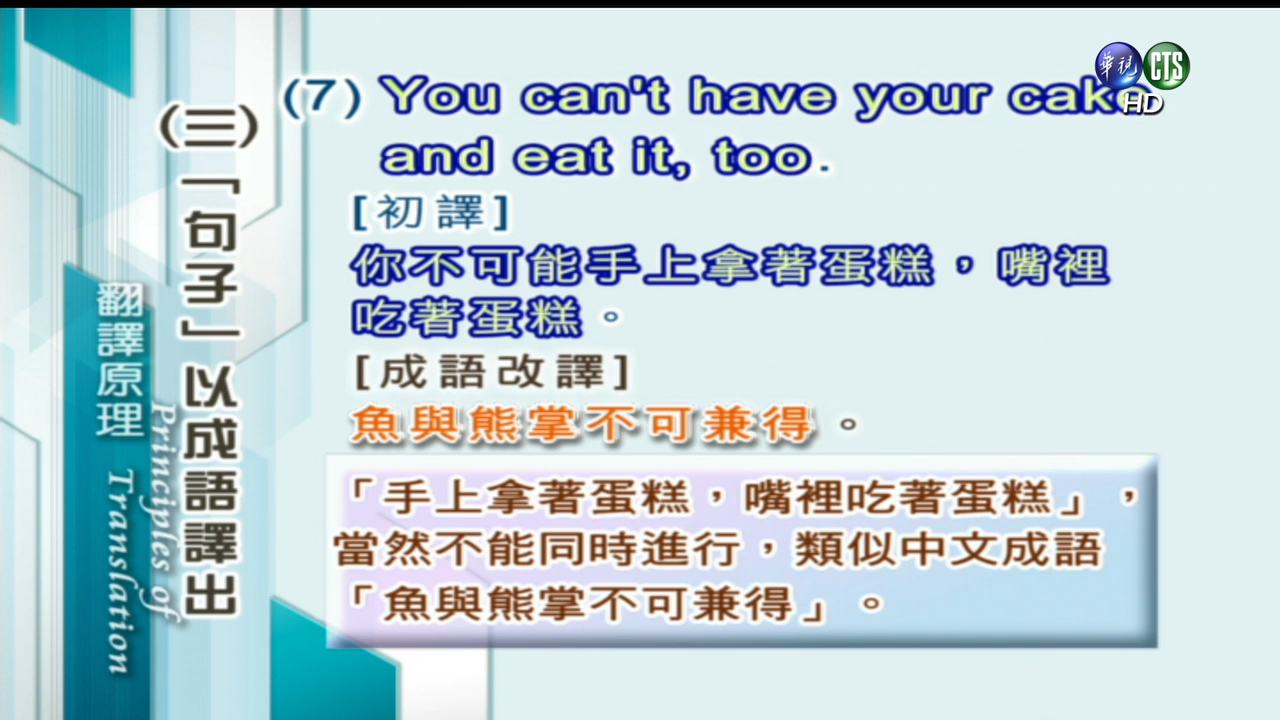 華視 CTS
HD
(三)「句子」以成語譯出
翻譯原理
Principles of
Translation
(7) You can't have your cake
and eat it, too.
[初譯]
你不可能手上拿著蛋糕，嘴裡
吃著蛋糕。
[成語改譯]
魚與熊掌不可兼得。
「手上拿著蛋糕，嘴裡吃著蛋糕」，
當然不能同時進行，類似中文成語
「魚與熊掌不可兼得」。